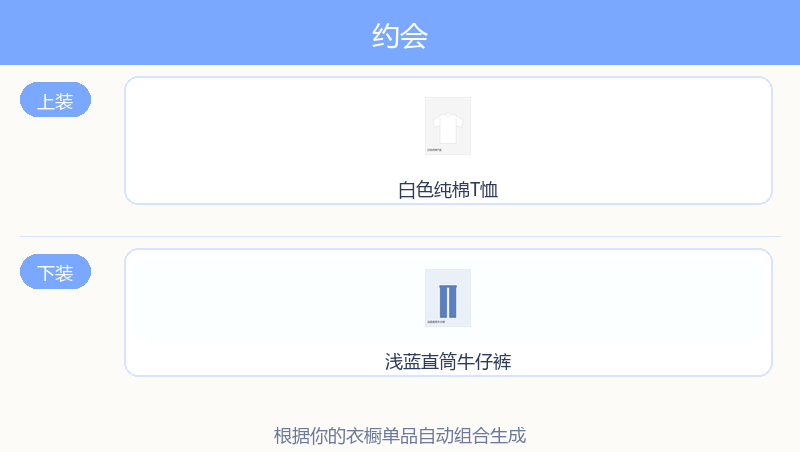 约会
上装
白色纯棉T恤
下装
浅蓝直筒牛仔裤
根据你的衣橱单品自动组合生成